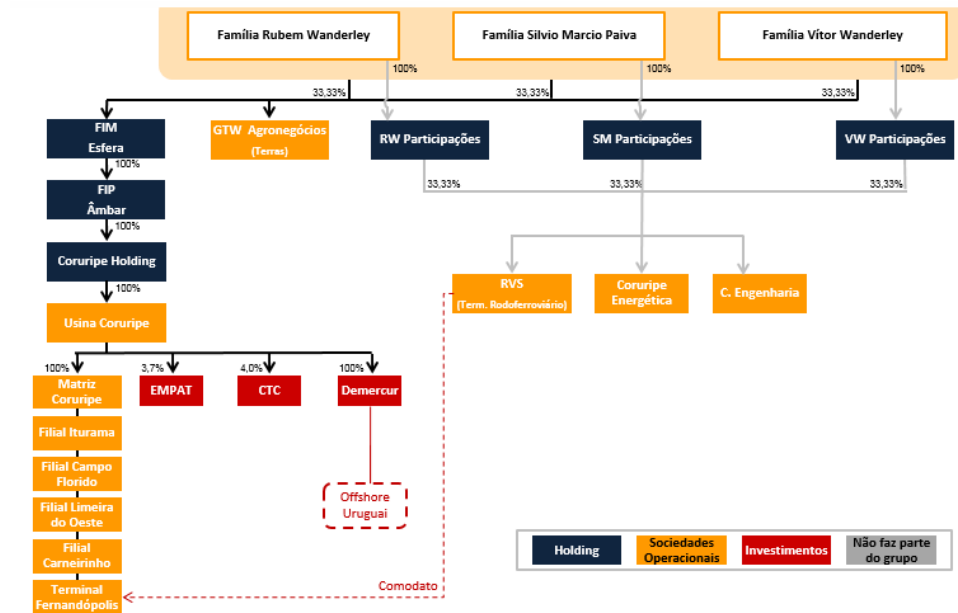 Família Rubem Wanderley
Família Silvio Marcio Paiva
Família Vítor Wanderley
100%
100%
100%
33,33%
33,33%
33,33%
FIM
Esfera
GTW Agronegócios
(Terras)
RW Participações
SM Participações
VW Participações
100%
FIP
Âmbar
33,33%
33,33%
33,33%
100%
Coruripe Holding
100%
RVS
(Term. Rodoferroviário)
Coruripe
Energética
C. Engenharia
Usina Coruripe
100%
3,7%
4,0%
100%
Matriz
Coruripe
EMPAT
CTC
Demercur
Filial Iturama
Filial Campo
Florido
Filial Limeira
do Oeste
Offshore
Uruguai
Filial
Carneirinho
Terminal
Fernandópolis
Comodato
Holding
Sociedades
Operacionais
Investimentos
Não faz parte
do grupo